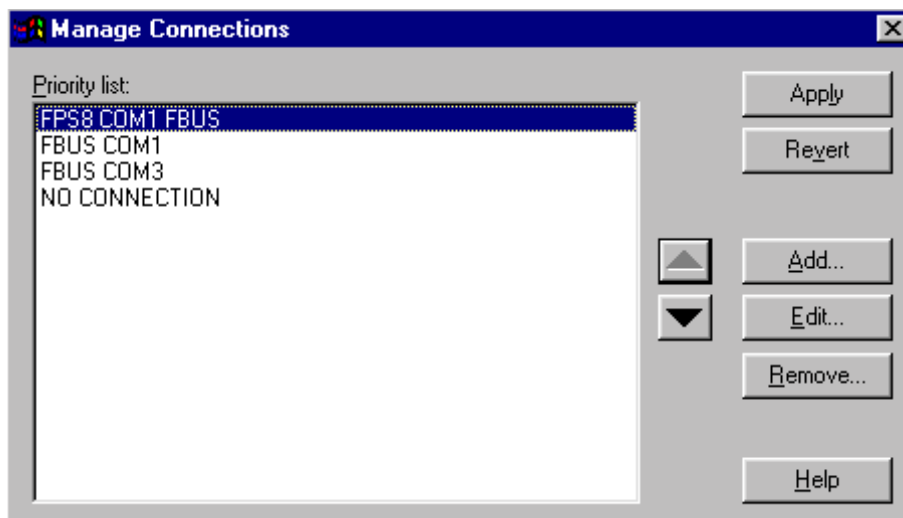 Manage Connections
Priority list:
FPS8 COM1 FBUS
FBUS COM1
FBUS COM3
NO CONNECTION
Apply
Revert
Add...
Edit...
Remove...
Help